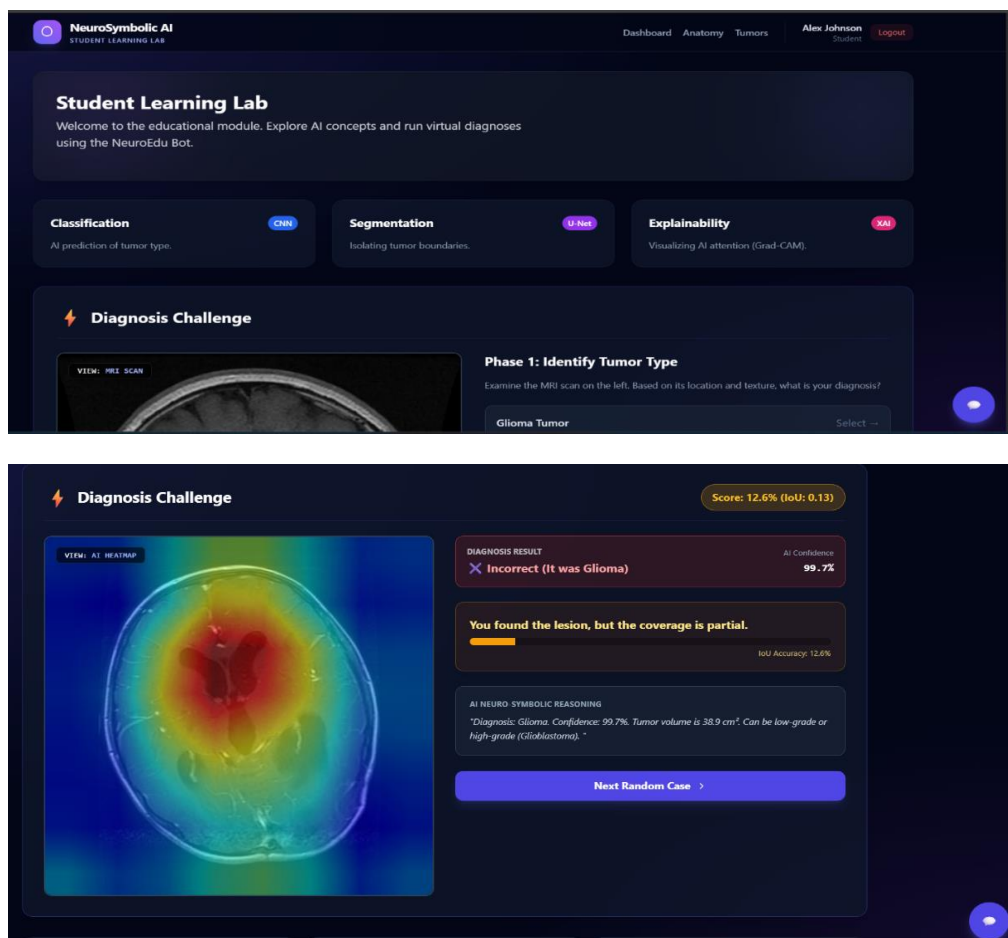 NeuroSymbolic AI
STUDENT LEARNING LAB
Dashboard Anatomy Tumors
Alex Johnson
Student
Logout
Student Learning Lab
Welcome to the educational module. Explore AI concepts and run virtual diagnoses
using the NeuroEdu Bot.
Classification
CNN
AI prediction of tumor type.
Segmentation
U-Net
Isolating tumor boundaries.
Explainability
XAI
Visualizing AI attention (Grad-CAM).
Diagnosis Challenge
VIEW: MRI SCAN
Phase 1: Identify Tumor Type
Examine the MRI scan on the left. Based on its location and texture, what is your diagnosis?
Glioma Tumor
Select →
Diagnosis Challenge
Score: 12.6% (IoU: 0.13)
VIEW: AI HEATMAP
DIAGNOSIS RESULT
Incorrect (It was Glioma)
AI Confidence
99.7%
You found the lesion, but the coverage is partial.
IoU Accuracy: 12.6%
AI NEURO-SYMBOLIC REASONING
"Diagnosis: Glioma. Confidence: 99.7%. Tumor volume is 38.9 cm². Can be low-grade or
high-grade (Glioblastoma). "
Next Random Case >